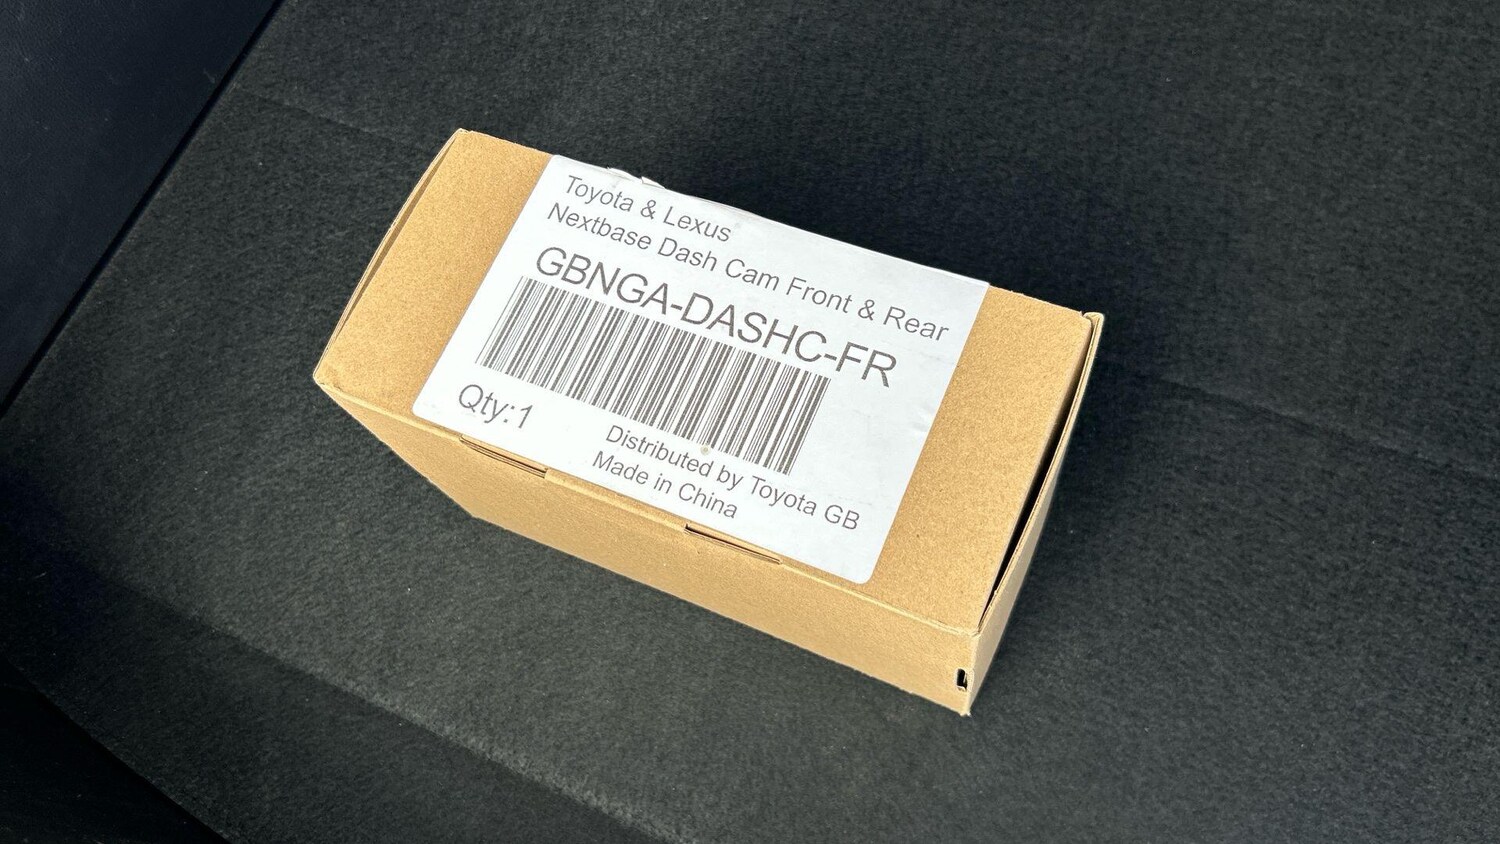 Toyota & Lexus
Nextbase Dash Cam Front & Rear
GBNGA-DASHC-FR
Qty:1
Distributed by Toyota GB
Made in China